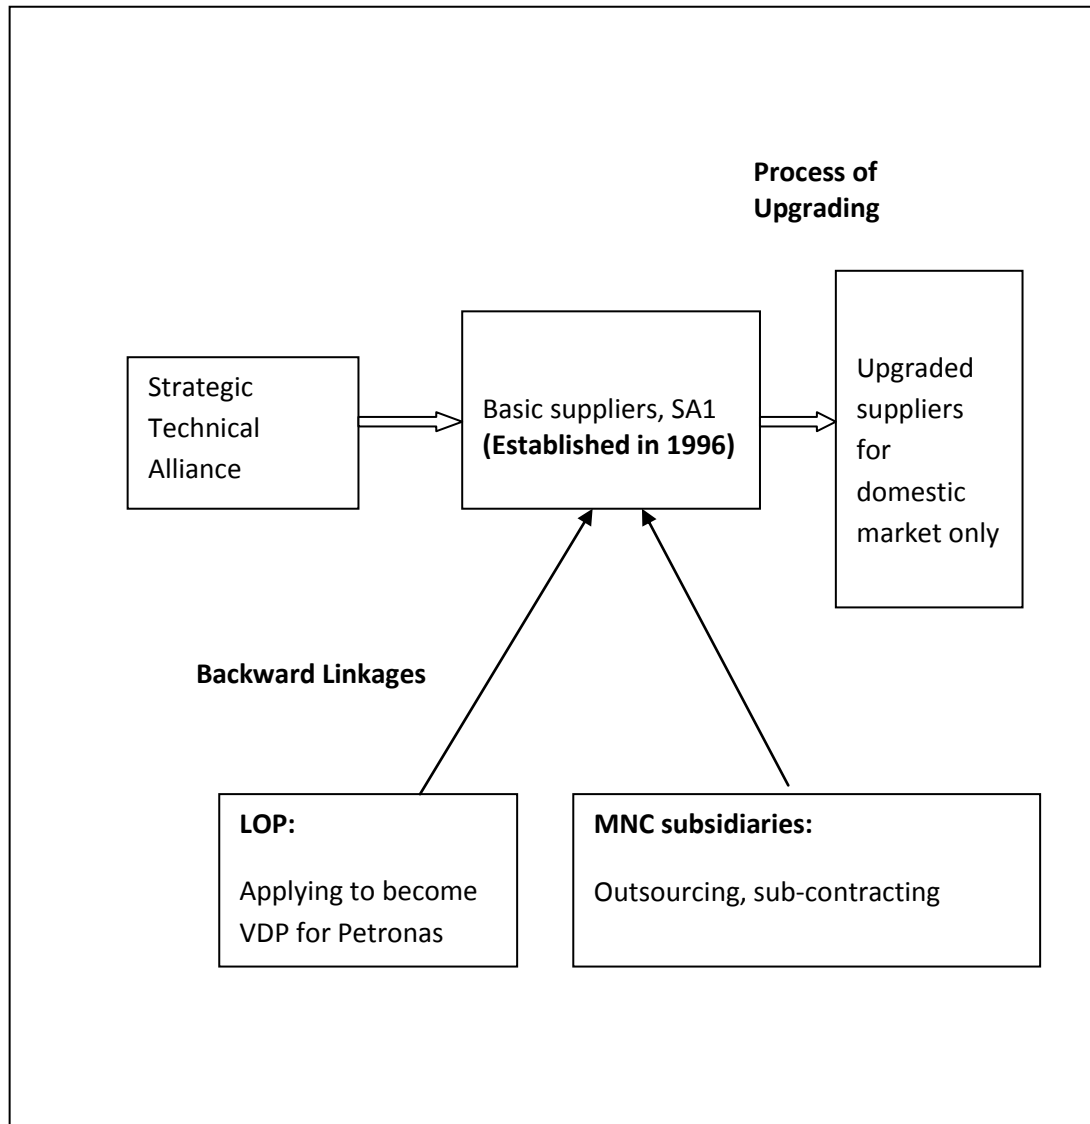 Process of
Upgrading
Strategic
Technical
Alliance
Basic suppliers, SA1
(Established in 1996)
Upgraded
suppliers
for
domestic
market only
Backward Linkages
LOP:
Applying to become
VDP for Petronas
MNC subsidiaries:
Outsourcing, sub-contracting